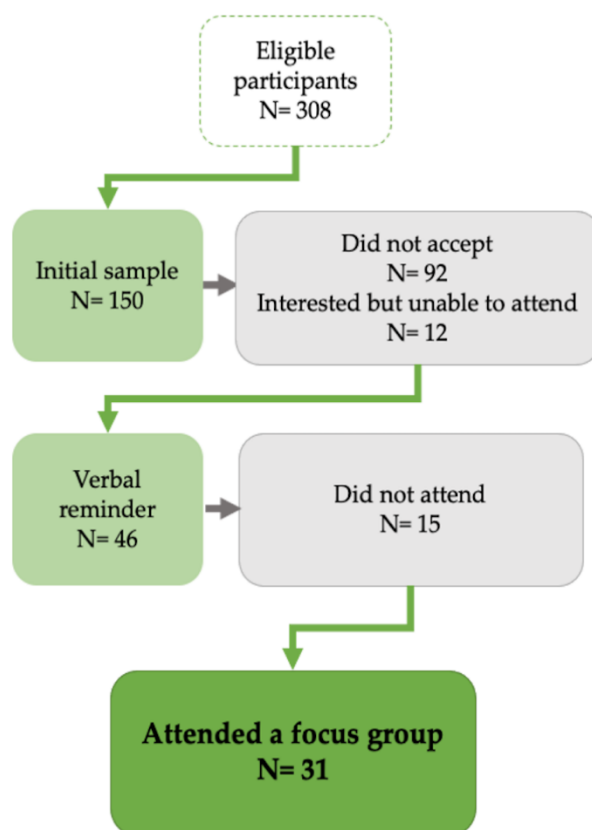 Eligible
participants
N= 308
Initial sample
N= 150
Did not accept
N= 92
Interested but unable to attend
N= 12
Verbal
reminder
N= 46
Did not attend
N= 15
Attended a focus group
N= 31